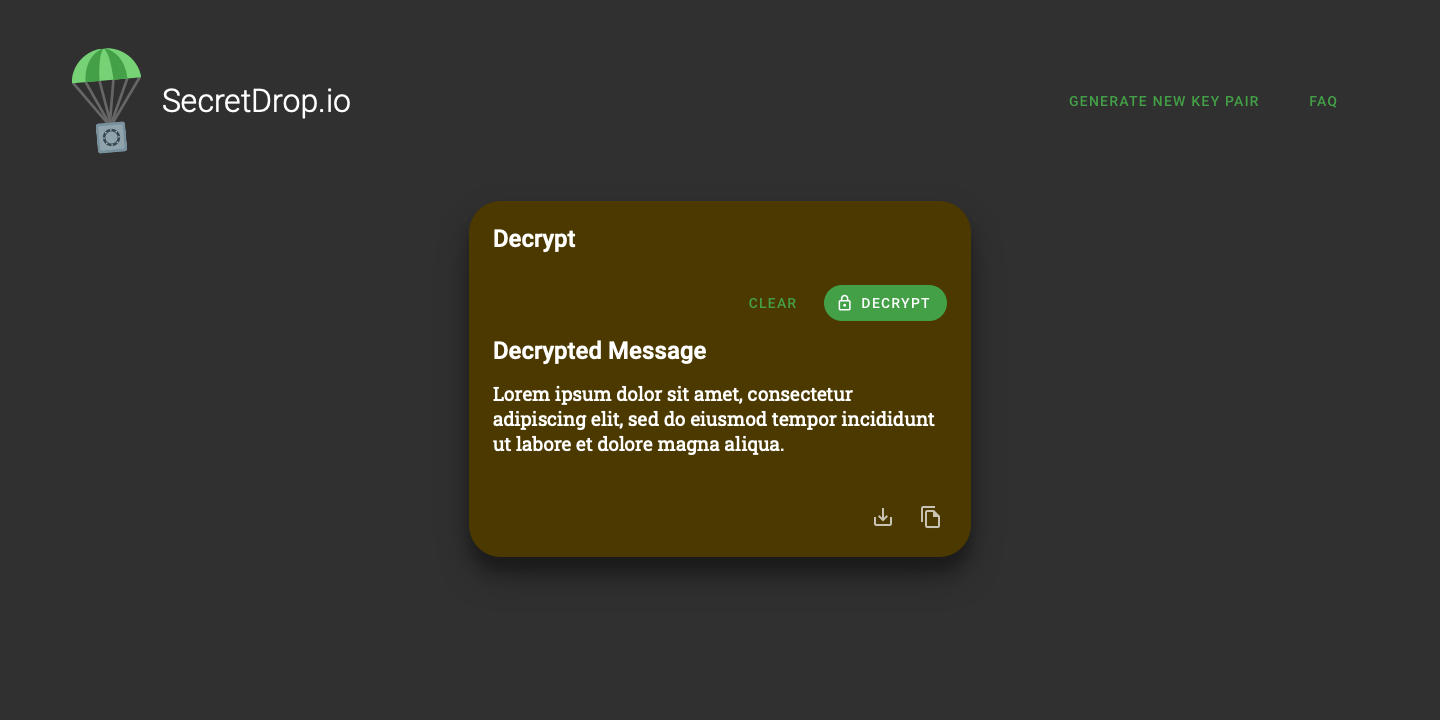 SecretDrop.io
GENERATE NEW KEY PAIR
FAQ
Decrypt
CLEAR
DECRYPT
Decrypted Message
Lorem ipsum dolor sit amet, consectetur
adipiscing elit, sed do eiusmod tempor incididunt
ut labore et dolore magna aliqua.